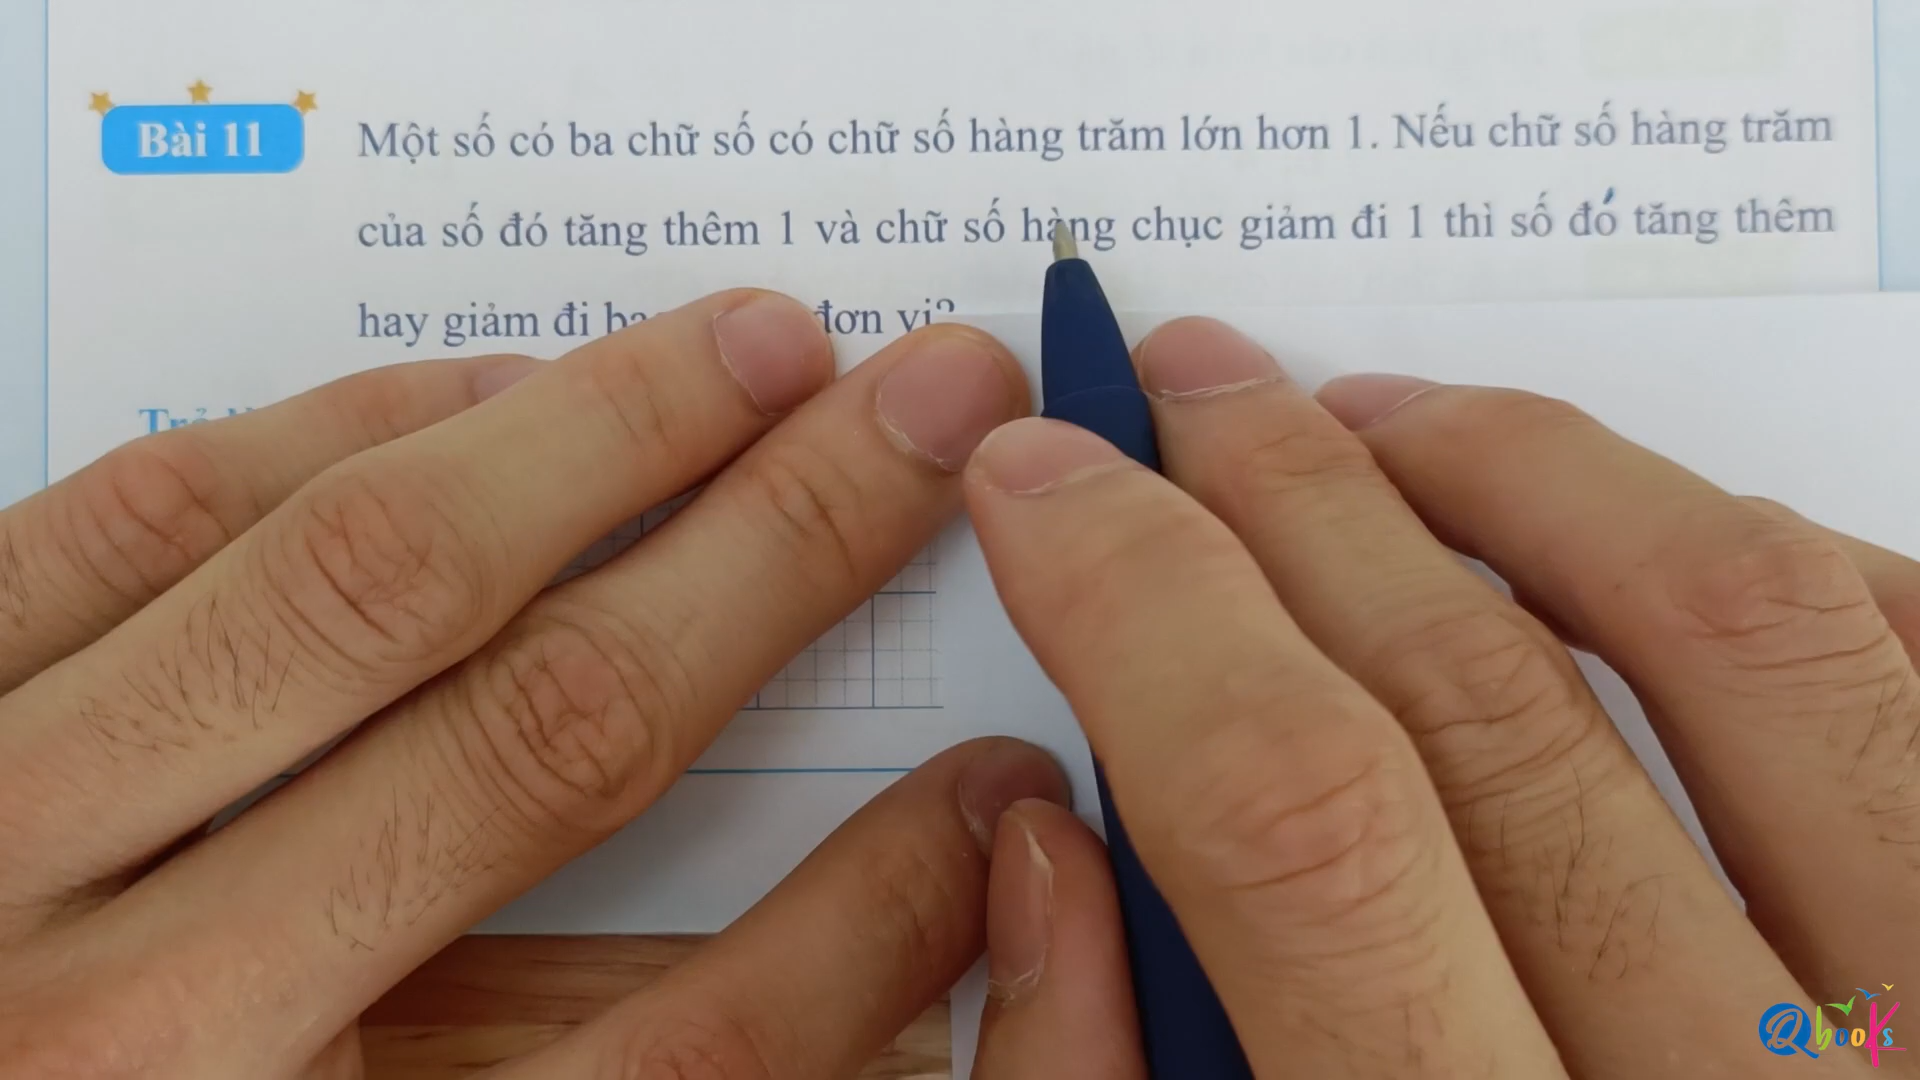 Bài 11
Một số có ba chữ số có chữ số hàng trăm lớn hơn 1. Nếu chữ số hàng trăm
của số đó tăng thêm 1 và chữ số hàng chục giảm đi 1 thì số đó tăng thêm
hay giảm đi đơn vị?
Qbooks